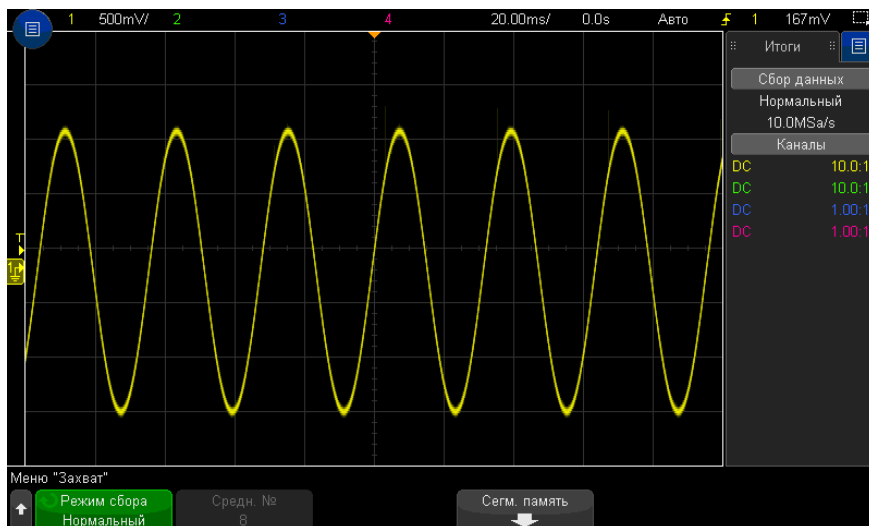 1 500mV/ 2 3 4 20.00ms/ 0.0s Авто 1 167mV
Итоги
Сбор данных
Нормальный
10.0MSa/s
Каналы
DC 10.0:1
DC 10.0:1
DC 1.00:1
DC 1.00:1
T
1
Меню "Захват"
Режим сбора
Нормальный
Средн. №
8
Сегм. память